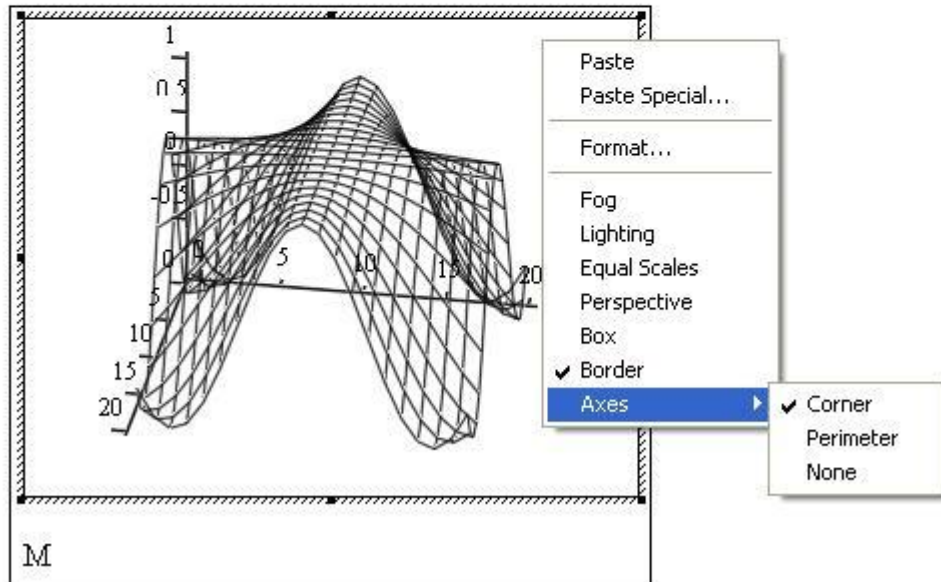 1
0.5
0
-0.5
0
0
5
10
15
20
5
10
15
20
M
Paste
Paste Special...
Format...
Fog
Lighting
Equal Scales
Perspective
Box
Border
Axes
Corner
Perimeter
None